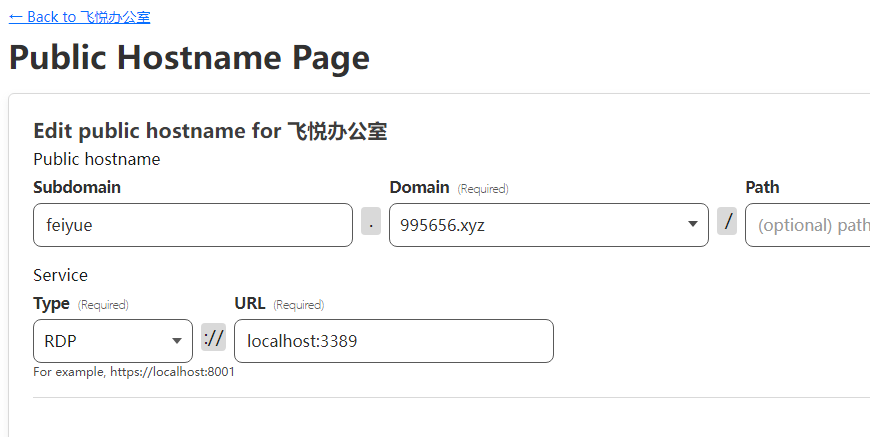 ← Back to 飞悦办公室
Public Hostname Page
Edit public hostname for 飞悦办公室
Public hostname
Subdomain Domain (Required) Path
feiyue . 995656.xyz / (optional) path
Service
Type (Required) URL (Required)
RDP :// localhost:3389
For example, https://localhost:8001